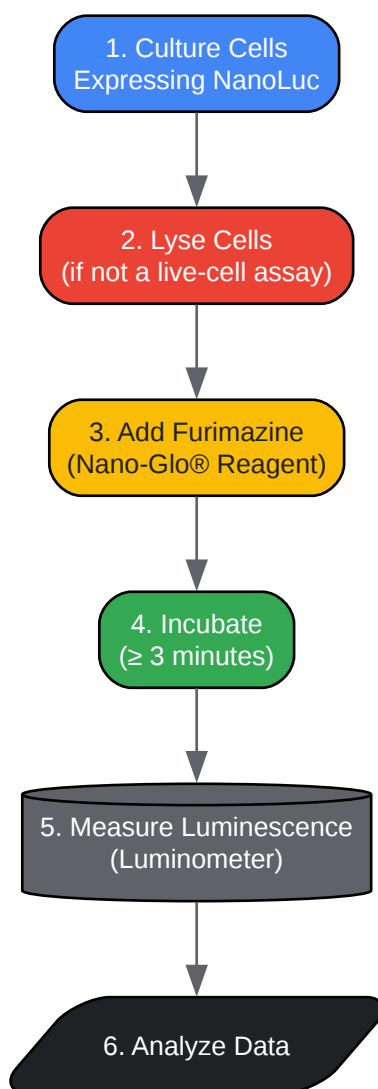 1. Culture Cells
Expressing NanoLuc
2. Lyse Cells
(if not a live-cell assay)
3. Add Furimazine
(Nano-Glo® Reagent)
4. Incubate
(≥ 3 minutes)
5. Measure Luminescence
(Luminometer)
6. Analyze Data